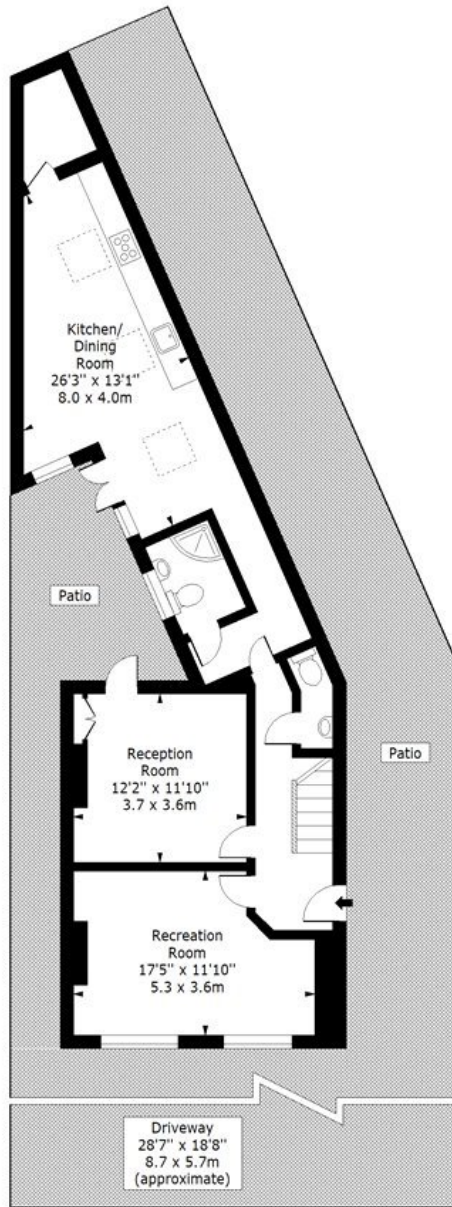 Kitchen/
Dining
Room
26'3'' x 13'1''
8.0 x 4.0m
Patio
Reception
Room
12'2'' x 11'10''
3.7 x 3.6m
Patio
Recreation
Room
17'5'' x 11'10''
5.3 x 3.6m
Driveway
28'7'' x 18'8''
8.7 x 5.7m
(approximate)